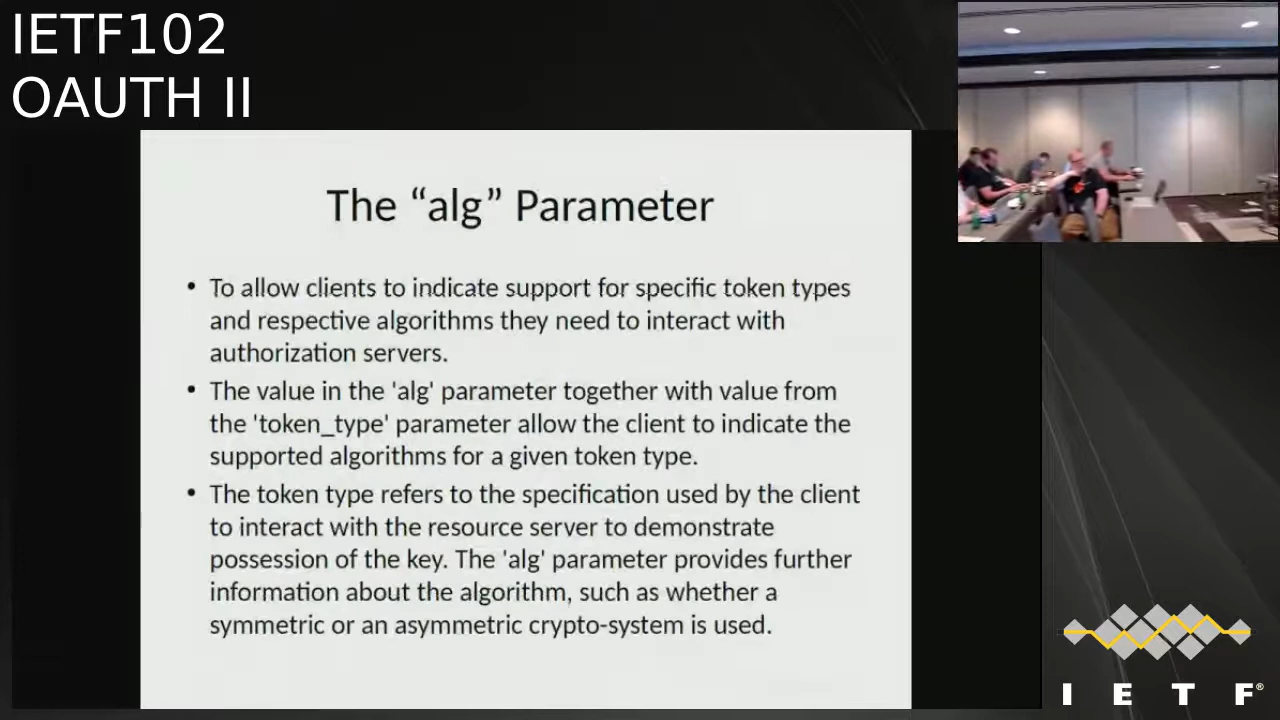 IETF102
OAUTH II
The “alg” Parameter
• To allow clients to indicate support for specific token types
and respective algorithms they need to interact with
authorization servers.
• The value in the 'alg' parameter together with value from
the 'token_type' parameter allow the client to indicate the
supported algorithms for a given token type.
• The token type refers to the specification used by the client
to interact with the resource server to demonstrate
possession of the key. The 'alg' parameter provides further
information about the algorithm, such as whether a
symmetric or an asymmetric crypto-system is used.
I E T F®